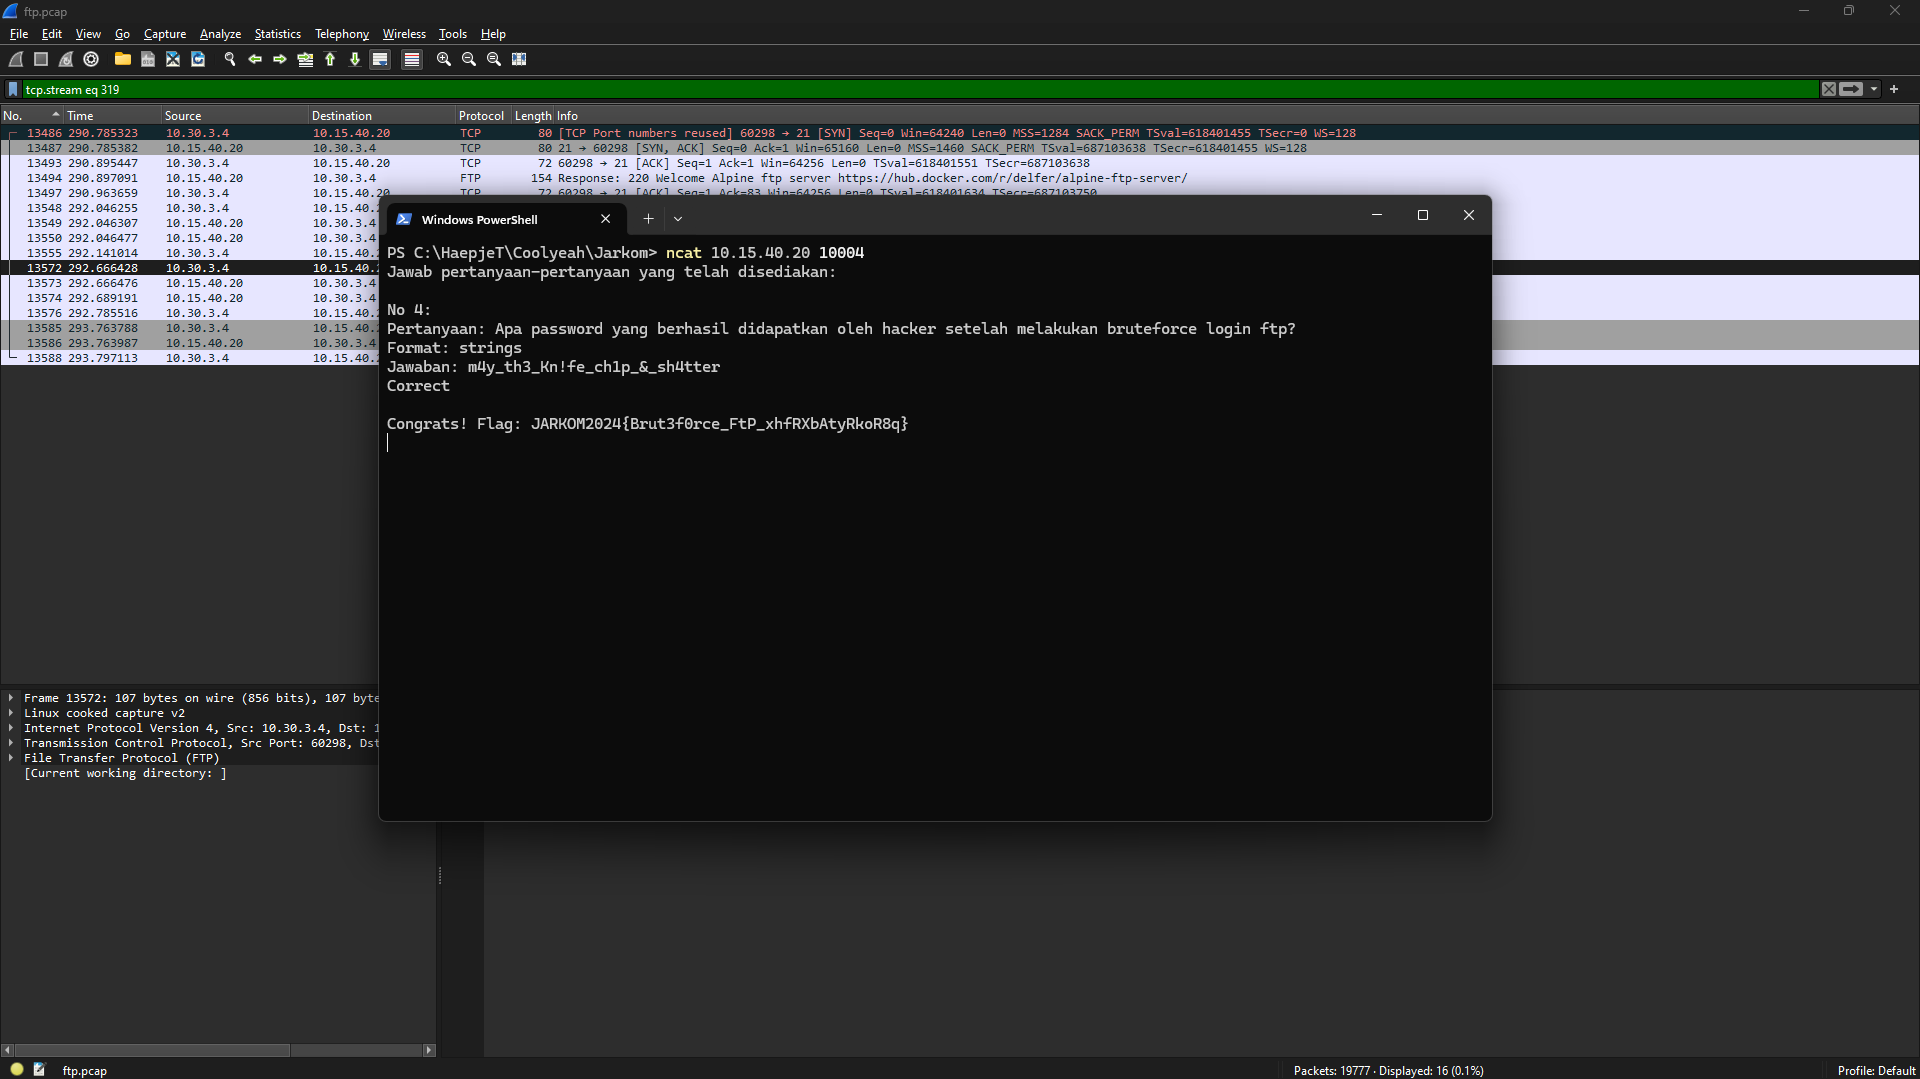 ftp.pcap
File Edit View Go Capture Analyze Statistics Telephony Wireless Tools Help
tcp.stream eq 319
No. Time Source Destination Protocol Length Info
13486 290.785323 10.30.3.4 10.15.40.20 TCP 80 [TCP Port numbers reused] 60298 → 21 [SYN] Seq=0 Win=64240 Len=0 MSS=1284 SACK_PERM TSval=618401455 TSecr=0 WS=128
13487 290.785382 10.15.40.20 10.30.3.4 TCP 80 21 → 60298 [SYN, ACK] Seq=0 Ack=1 Win=65160 Len=0 MSS=1460 SACK_PERM TSval=687103638 TSecr=618401455 WS=128
13493 290.895447 10.30.3.4 10.15.40.20 TCP 72 60298 → 21 [ACK] Seq=1 Ack=1 Win=64256 Len=0 TSval=618401551 TSecr=687103638
13494 290.897091 10.15.40.20 10.30.3.4 FTP 154 Response: 220 Welcome Alpine ftp server https://hub.docker.com/r/delfer/alpine-ftp-server/
13497 290.963659 10.30.3.4 10.15.40.20 TCP 72 60298 → 21 [ACK] Seq=1 Ack=83 Win=64256 Len=0 TSval=618401634 TSecr=687103750
13548 292.046255 10.30.3.4 10.15.40.
13549 292.046307 10.15.40.20 10.30.3.4
13550 292.046477 10.15.40.20 10.30.3.4
13555 292.141014 10.30.3.4 10.15.40.
13572 292.666428 10.30.3.4 10.15.40.
13573 292.666476 10.15.40.20 10.30.3.4
13574 292.689191 10.15.40.20 10.30.3.4
13576 292.785516 10.30.3.4 10.15.40.
13585 293.763788 10.30.3.4 10.15.40.
13586 293.763987 10.15.40.20 10.30.3.4
13588 293.797113 10.30.3.4 10.15.40.
Windows PowerShell
PS C:\HaepjeT\Coolyeah\Jarkom> ncat 10.15.40.20 10004
Jawab pertanyaan-pertanyaan yang telah disediakan:
No 4:
Pertanyaan: Apa password yang berhasil didapatkan oleh hacker setelah melakukan bruteforce login ftp?
Format: strings
Jawaban: m4y_th3_Kn!fe_ch1p_&_sh4tter
Correct
Congrats! Flag: JARKOM2024{Brut3f0rce_FtP_xhfRXbAtyRkoR8q}
Frame 13572: 107 bytes on wire (856 bits), 107 byte
Linux cooked capture v2
Internet Protocol Version 4, Src: 10.30.3.4, Dst: 1
Transmission Control Protocol, Src Port: 60298, Dst
File Transfer Protocol (FTP)
[Current working directory: ]
ftp.pcap
Packets: 19777 · Displayed: 16 (0.1%)
Profile: Default